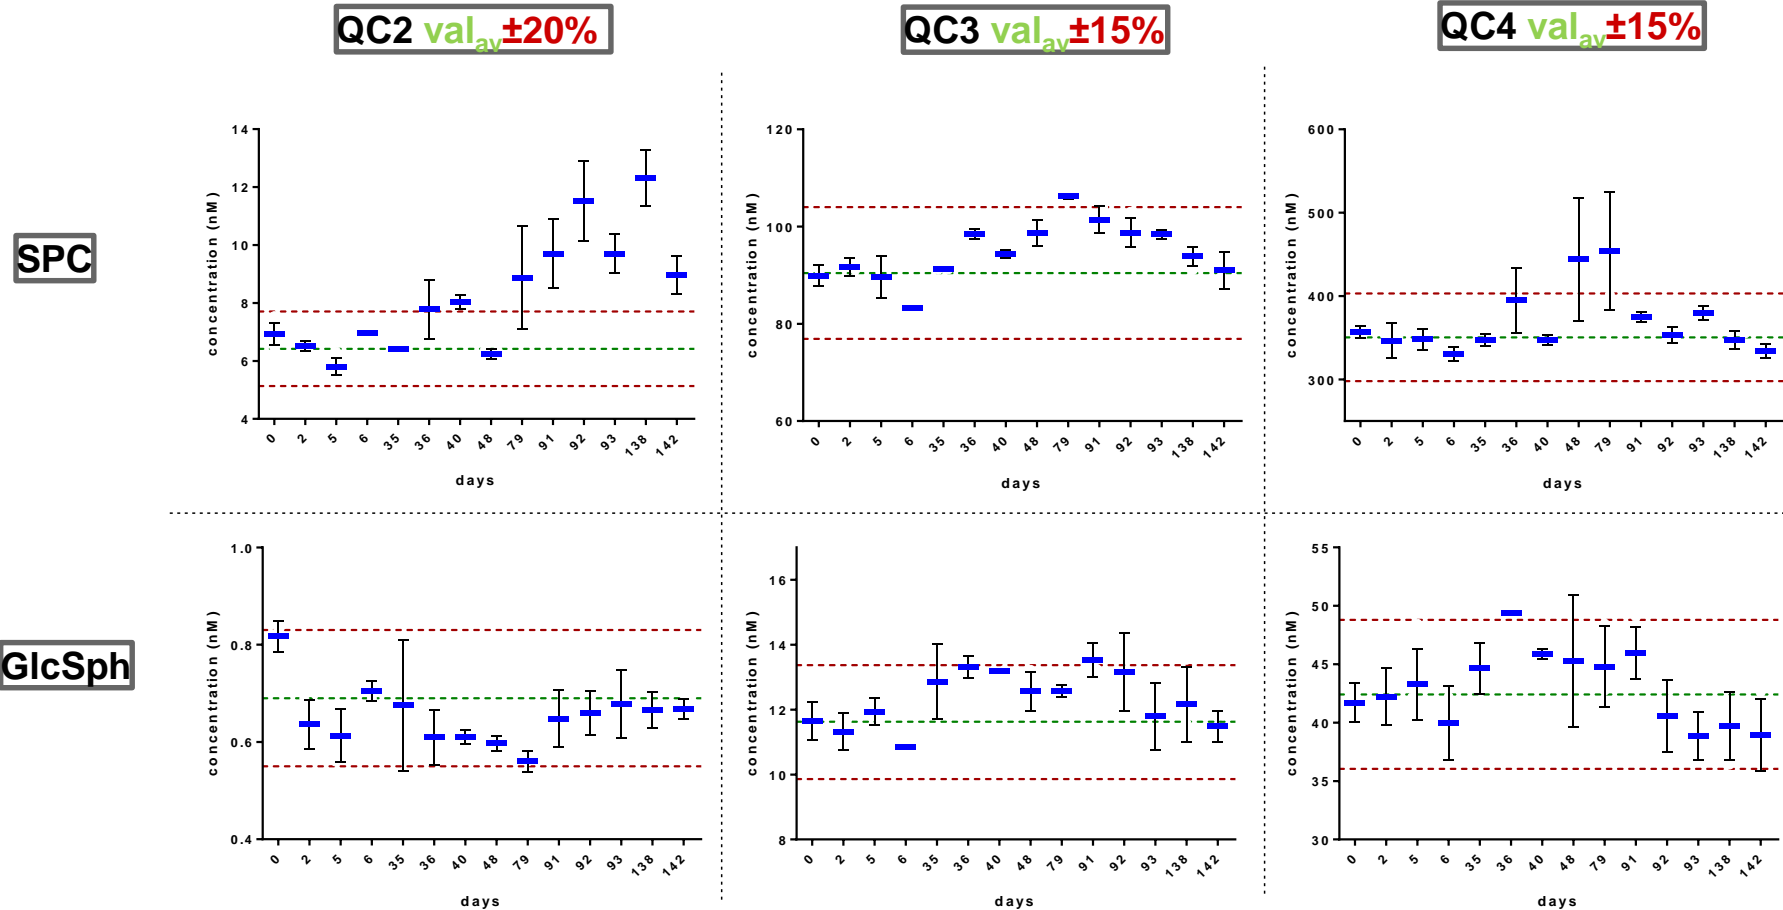 QC2 valav±20%
QC3 valav±15%
QC4 valav±15%
SPC
concentration (nM)
14
12
10
8
6
4
0 2 5 6 35 36 40 48 79 91 92 93 138 142
days
concentration (nM)
120
100
80
60
0 2 5 6 35 36 40 48 79 91 92 93 138 142
days
concentration (nM)
600
500
400
300
0 2 5 6 35 36 40 48 79 91 92 93 138 142
days
GlcSph
concentration (nM)
1.0
0.8
0.6
0.4
0 2 5 6 35 36 40 48 79 91 92 93 138 142
days
concentration (nM)
16
14
12
10
8
0 2 5 6 35 36 40 48 79 91 92 93 138 142
days
concentration (nM)
55
50
45
40
35
30
0 2 5 6 35 36 40 48 79 91 92 93 138 142
days